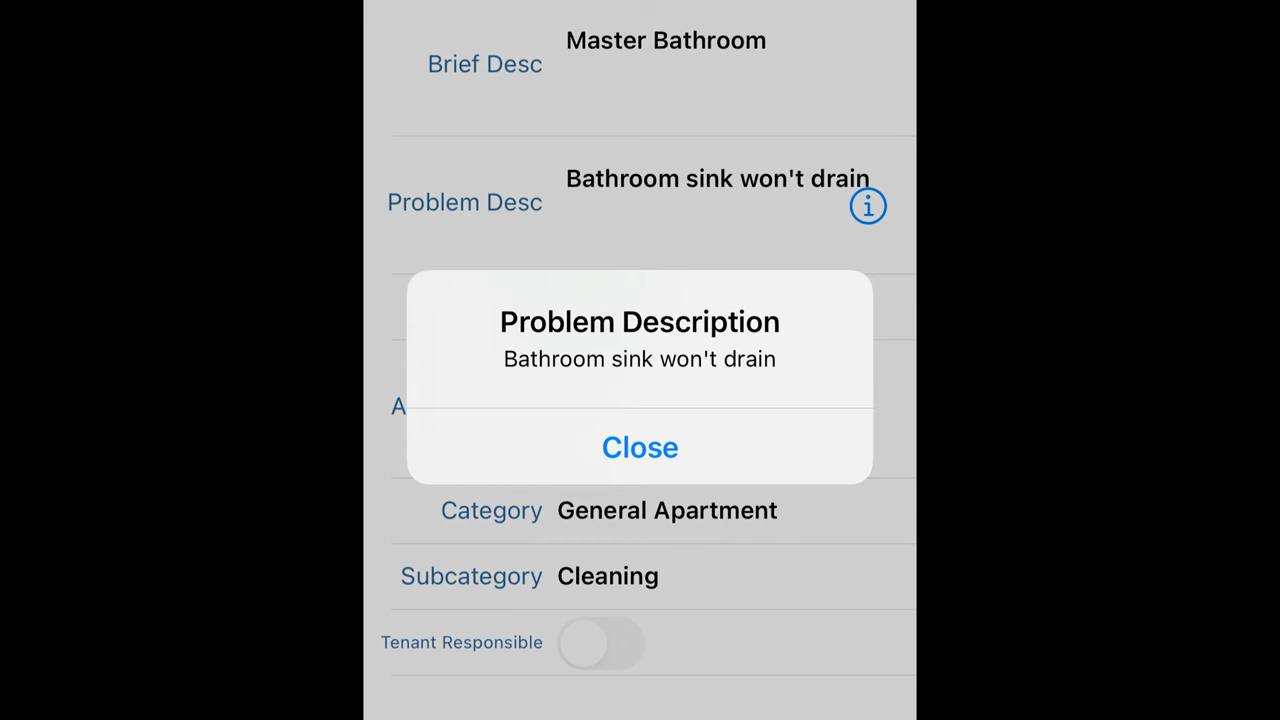 Master Bathroom
Brief Desc
Bathroom sink won't drain
Problem Desc
Problem Description
Bathroom sink won't drain
A
Close
Category General Apartment
Subcategory Cleaning
Tenant Responsible